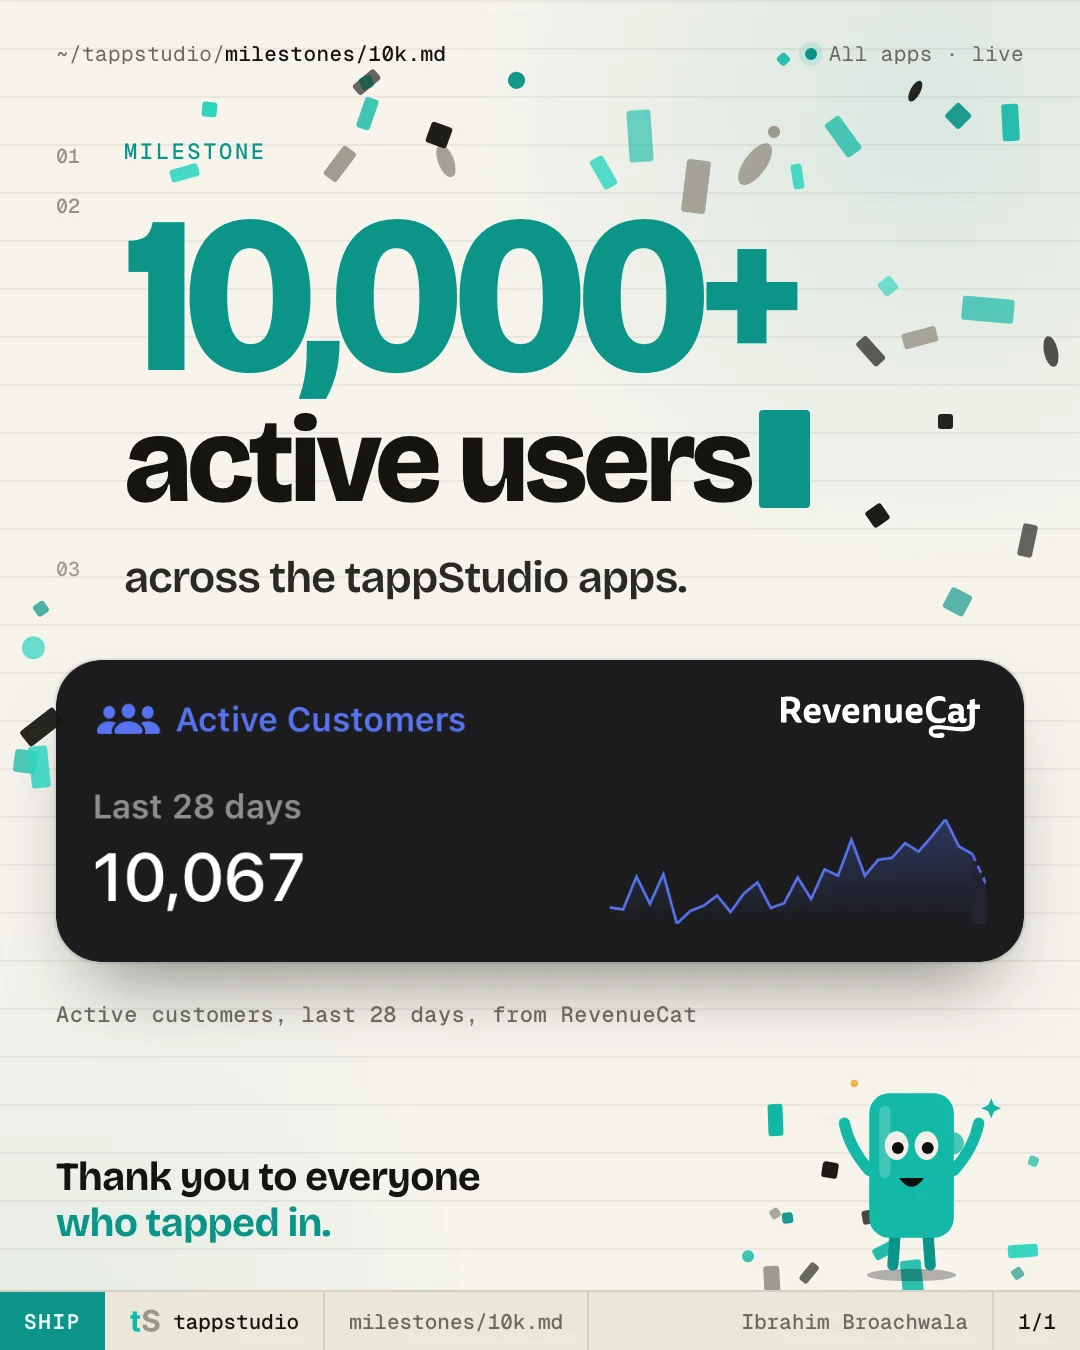 ~/tappstudio/milestones/10k.md
All apps · live
01 MILESTONE
02
10,000+
active users
03 across the tappStudio apps.
Active Customers
RevenueCat
Last 28 days
10,067
Active customers, last 28 days, from RevenueCat
Thank you to everyone
who tapped in.
SHIP tS tappstudio milestones/10k.md Ibrahim Broachwala 1/1